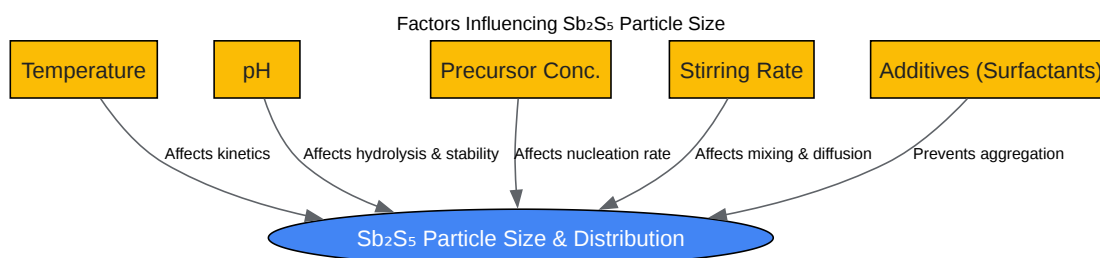 Factors Influencing Sb₂S₅ Particle Size
Temperature
pH
Precursor Conc.
Stirring Rate
Additives (Surfactants)
Affects kinetics
Affects hydrolysis & stability
Affects nucleation rate
Affects mixing & diffusion
Prevents aggregation
Sb₂S₅ Particle Size & Distribution